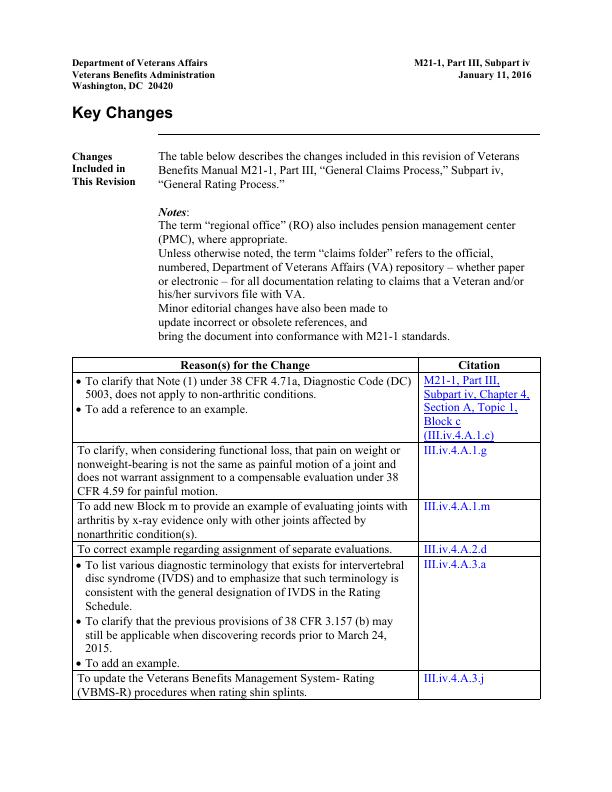 Department of Veterans Affairs M21-1, Part III, Subpart iv
Veterans Benefits Administration January 11, 2016
Washington, DC  20420
Key Changes
Changes
Included in
This Revision
The table below describes the changes included in this revision of Veterans
Benefits Manual M21-1, Part III, “General Claims Process,” Subpart iv,
“General Rating Process.”
Notes:
The term “regional office” (RO) also includes pension management center
(PMC), where appropriate.
Unless otherwise noted, the term “claims folder” refers to the official,
numbered, Department of Veterans Affairs (VA) repository – whether paper
or electronic – for all documentation relating to claims that a Veteran and/or
his/her survivors file with VA.
Minor editorial changes have also been made to
update incorrect or obsolete references, and
bring the document into conformance with M21-1 standards.
Reason(s) for the Change
Citation
• To clarify that Note (1) under 38 CFR 4.71a, Diagnostic Code (DC)
5003, does not apply to non-arthritic conditions.
• To add a reference to an example.
M21-1, Part III,
Subpart iv, Chapter 4,
Section A, Topic 1,
Block c
(III.iv.4.A.1.c)
To clarify, when considering functional loss, that pain on weight or
nonweight-bearing is not the same as painful motion of a joint and
does not warrant assignment to a compensable evaluation under 38
CFR 4.59 for painful motion.
III.iv.4.A.1.g
To add new Block m to provide an example of evaluating joints with
arthritis by x-ray evidence only with other joints affected by
nonarthritic condition(s).
III.iv.4.A.1.m
To correct example regarding assignment of separate evaluations.
III.iv.4.A.2.d
• To list various diagnostic terminology that exists for intervertebral
disc syndrome (IVDS) and to emphasize that such terminology is
consistent with the general designation of IVDS in the Rating
Schedule.
• To clarify that the previous provisions of 38 CFR 3.157 (b) may
still be applicable when discovering records prior to March 24,
2015.
• To add an example.
III.iv.4.A.3.a
To update the Veterans Benefits Management System- Rating
(VBMS-R) procedures when rating shin splints.
III.iv.4.A.3.j